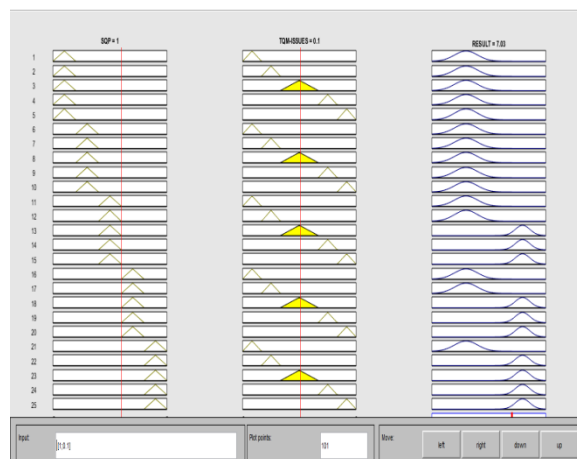 SQP = 1
TQM-ISSUES = 0.1
RESULT = 7.03
1
2
3
4
5
6
7
8
9
10
11
12
13
14
15
16
17
18
19
20
21
22
23
24
25
Input:
[1;0.1]
Plot points:
101
Move:
left
right
down
up